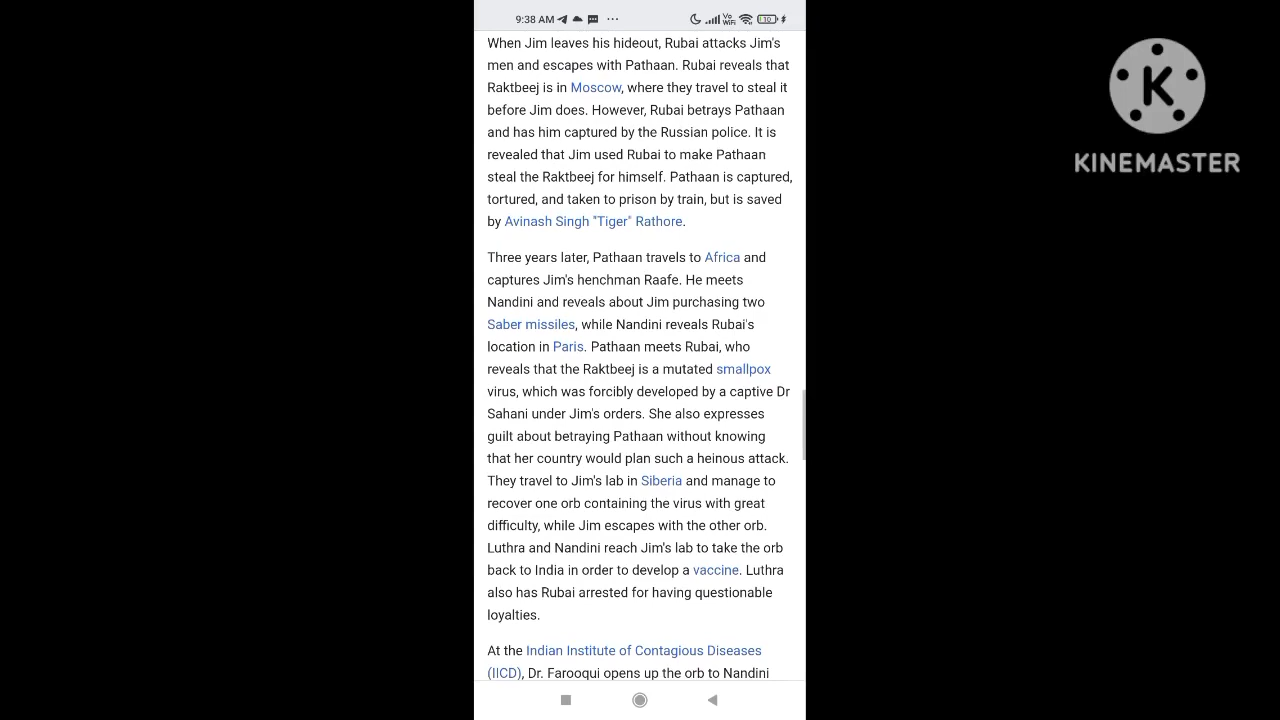 9:38 AM
Vo
WiFi
10
K
KINEMASTER
When Jim leaves his hideout, Rubai attacks Jim's
men and escapes with Pathaan. Rubai reveals that
Raktbeej is in Moscow, where they travel to steal it
before Jim does. However, Rubai betrays Pathaan
and has him captured by the Russian police. It is
revealed that Jim used Rubai to make Pathaan
steal the Raktbeej for himself. Pathaan is captured,
tortured, and taken to prison by train, but is saved
by Avinash Singh "Tiger" Rathore.
Three years later, Pathaan travels to Africa and
captures Jim's henchman Raafe. He meets
Nandini and reveals about Jim purchasing two
Saber missiles, while Nandini reveals Rubai's
location in Paris. Pathaan meets Rubai, who
reveals that the Raktbeej is a mutated smallpox
virus, which was forcibly developed by a captive Dr
Sahani under Jim's orders. She also expresses
guilt about betraying Pathaan without knowing
that her country would plan such a heinous attack.
They travel to Jim's lab in Siberia and manage to
recover one orb containing the virus with great
difficulty, while Jim escapes with the other orb.
Luthra and Nandini reach Jim's lab to take the orb
back to India in order to develop a vaccine. Luthra
also has Rubai arrested for having questionable
loyalties.
At the Indian Institute of Contagious Diseases
(IICD), Dr. Farooqui opens up the orb to Nandini